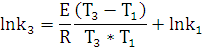 lnk₃ = E/R (T₃ − T₁)/(T₃ * T₁) + lnk₁